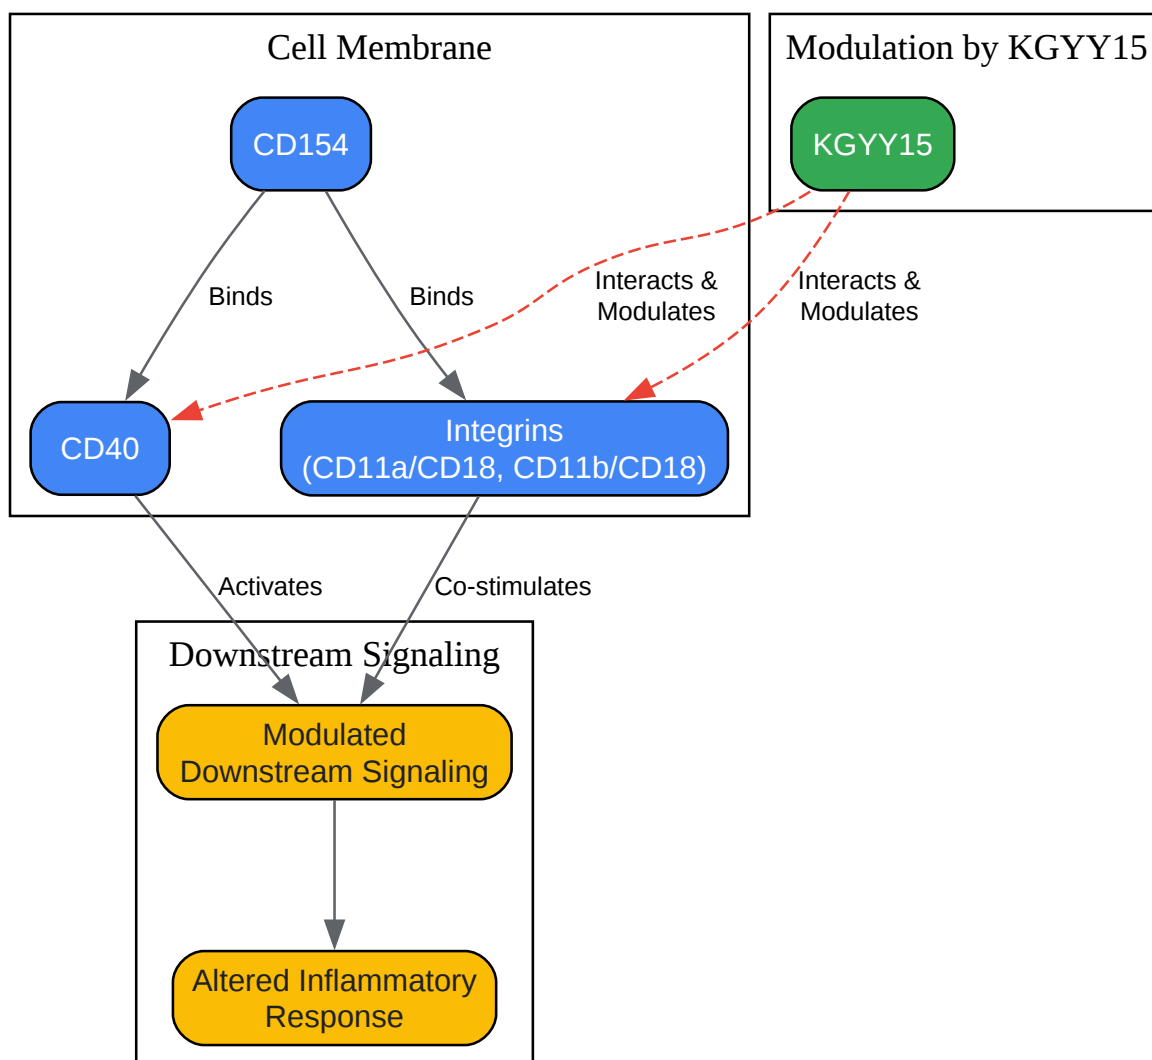 Cell Membrane
Modulation by KGYY15
CD154
KGYY15
Binds
Binds
Interacts &
Modulates
Interacts &
Modulates
CD40
Integrins
(CD11a/CD18, CD11b/CD18)
Activates
Co-stimulates
Downstream Signaling
Modulated
Downstream Signaling
Altered Inflammatory
Response